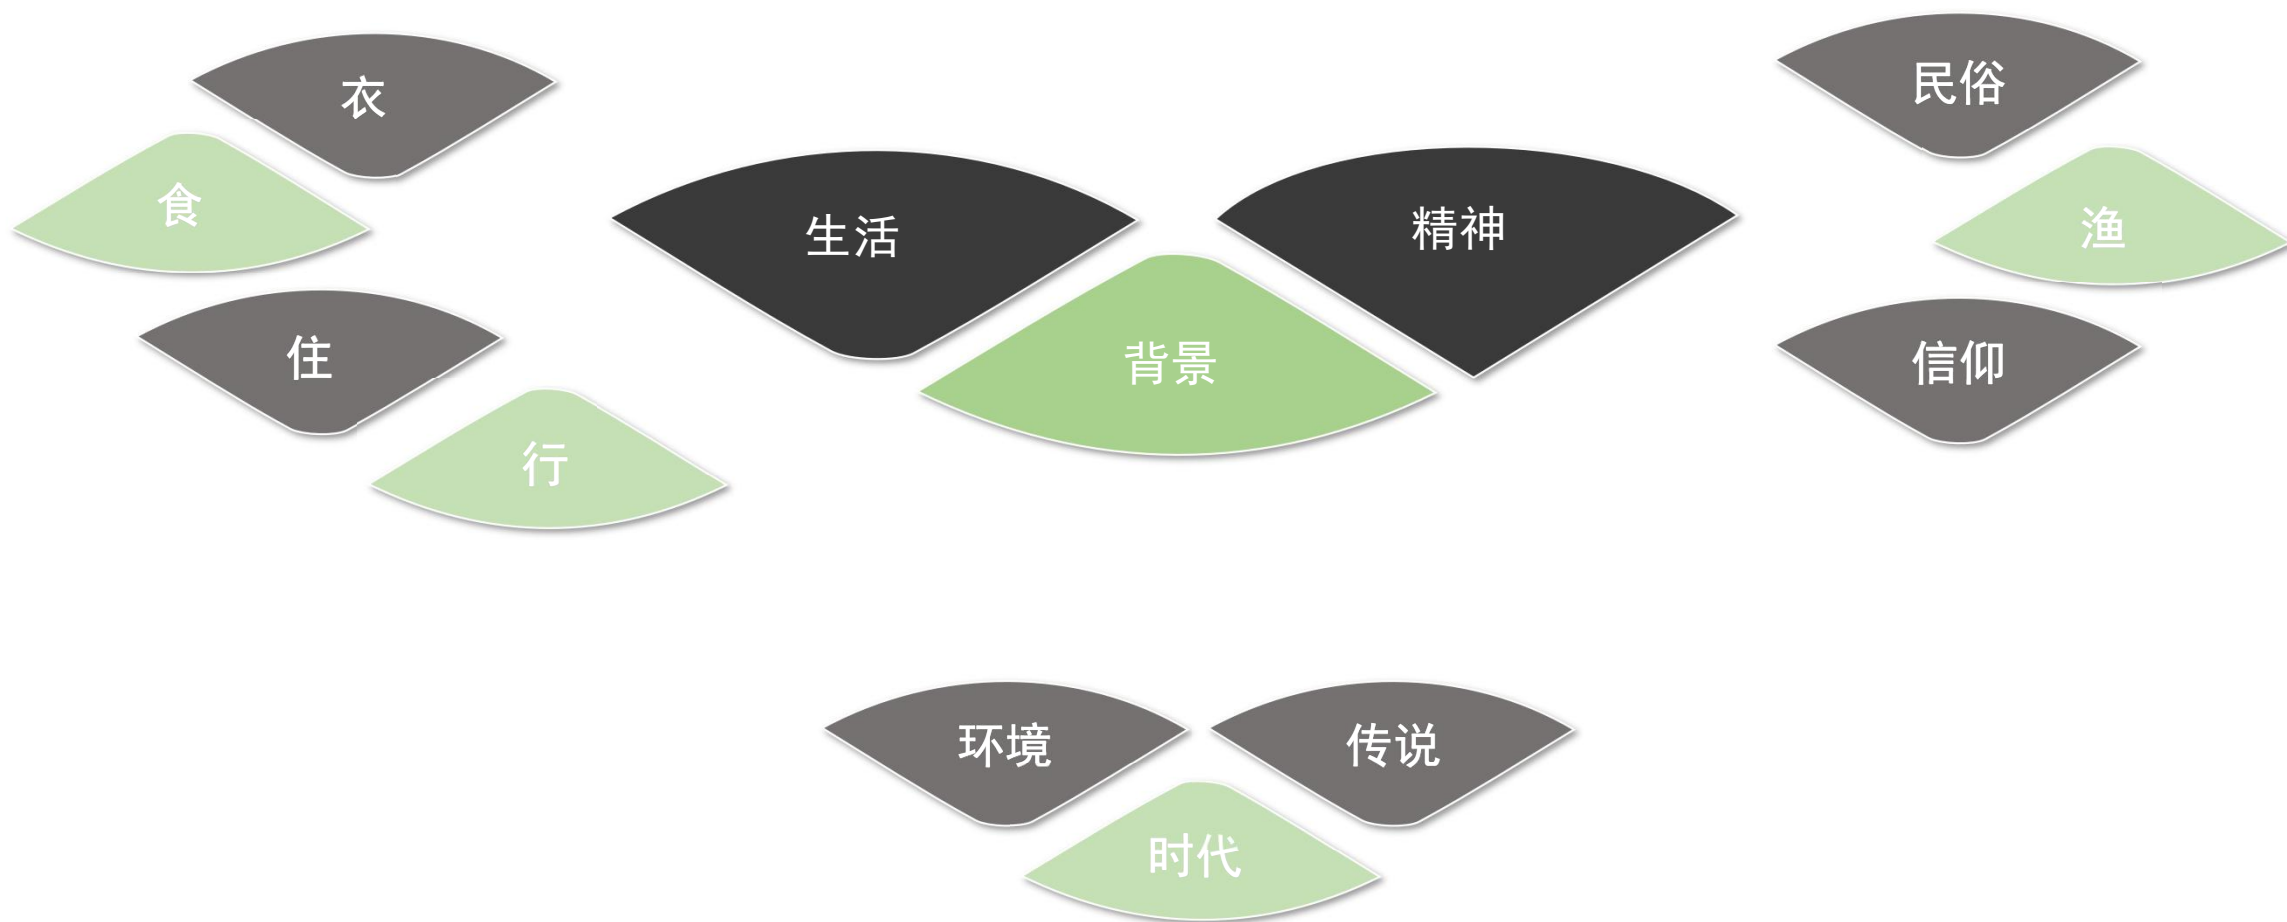 衣
食
住
行
生活
精神
背景
民俗
渔
信仰
环境
传说
时代